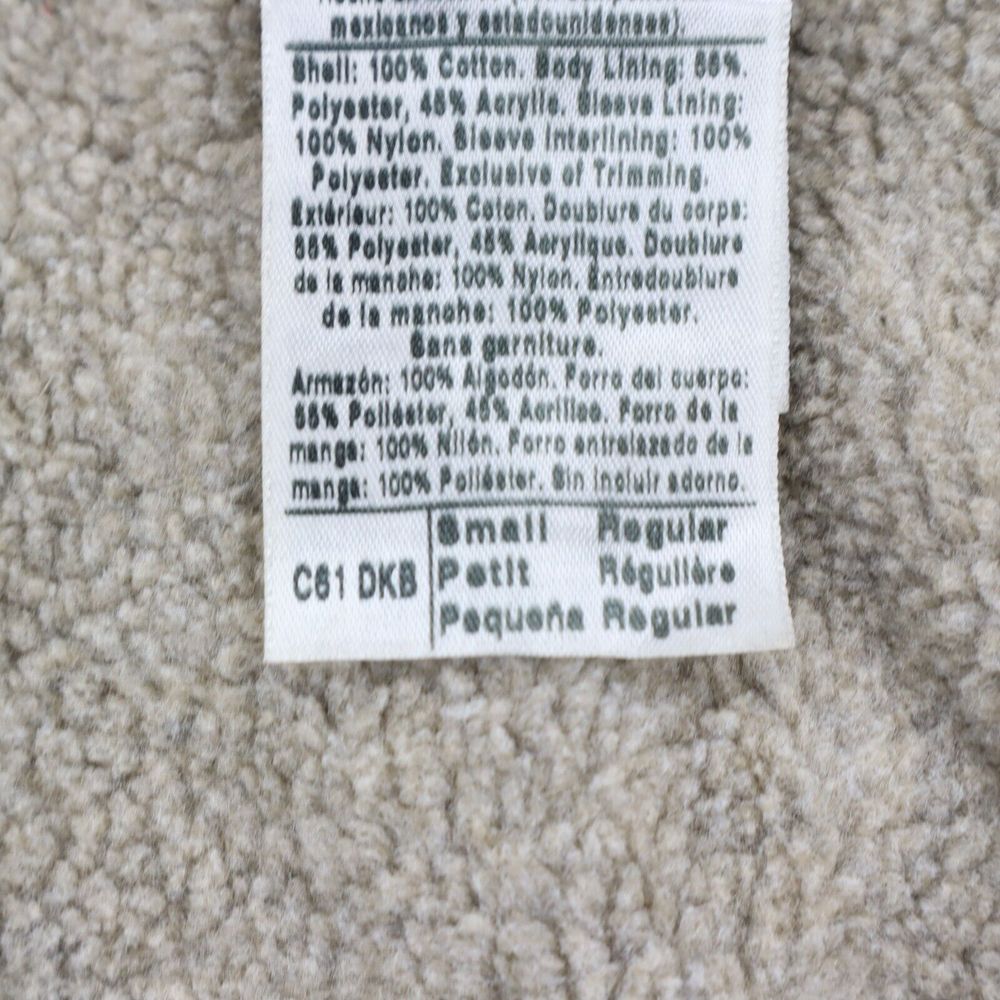 mexicanos y estadounidenses).
Shell: 100% Cotton. Body Lining: 55%
Polyester, 45% Acrylic. Sleeve Lining:
100% Nylon. Sleeve Interlining: 100%
Polyester. Exclusive of Trimming.
Extérieur: 100% Coton. Doublure du corps:
55% Polyester, 45% Acrylique. Doublure
de la manche: 100% Nylon. Entredoublure
de la manche: 100% Polyester.
Sans garniture.
Armazón: 100% Algodón. Forro del cuerpo:
55% Poliéster, 45% Acrílico. Forro de la
manga: 100% Nilón. Forro entrelazado de la
manga: 100% Poliéster. Sin incluir adorno.
C61 DKB
Small Regular
Petit Régulière
Pequeña Regular